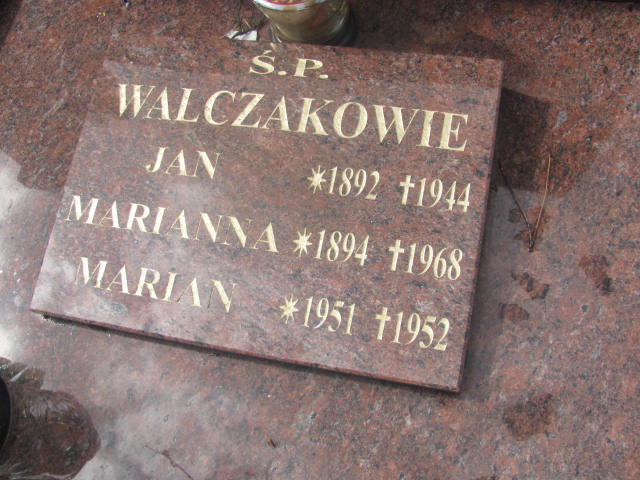 Ś.P.
WALCZAKOWIE
JAN *1892 †1944
MARIANNA *1894 †1968
MARIAN *1951 †1952